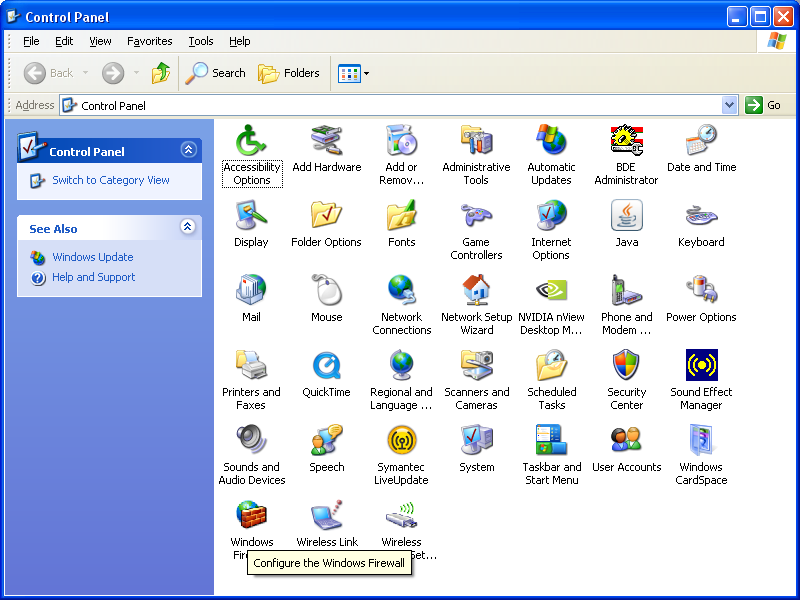 Control Panel
File Edit View Favorites Tools Help
Back Search Folders
Address Control Panel Go
Control Panel
Switch to Category View
See Also
Windows Update
Help and Support
Accessibility
Options
Add Hardware
Add or
Remov...
Administrative
Tools
Automatic
Updates
BDE
Administrator
Date and Time
Display
Folder Options
Fonts
Game
Controllers
Internet
Options
Java
Keyboard
Mail
Mouse
Network
Connections
Network Setup
Wizard
NVIDIA nView
Desktop M...
Phone and
Modem ...
Power Options
Printers and
Faxes
QuickTime
Regional and
Language ...
Scanners and
Cameras
Scheduled
Tasks
Security
Center
Sound Effect
Manager
Sounds and
Audio Devices
Speech
Symantec
LiveUpdate
System
Taskbar and
Start Menu
User Accounts
Windows
CardSpace
Windows
Wireless Link
Wireless
Configure the Windows Firewall